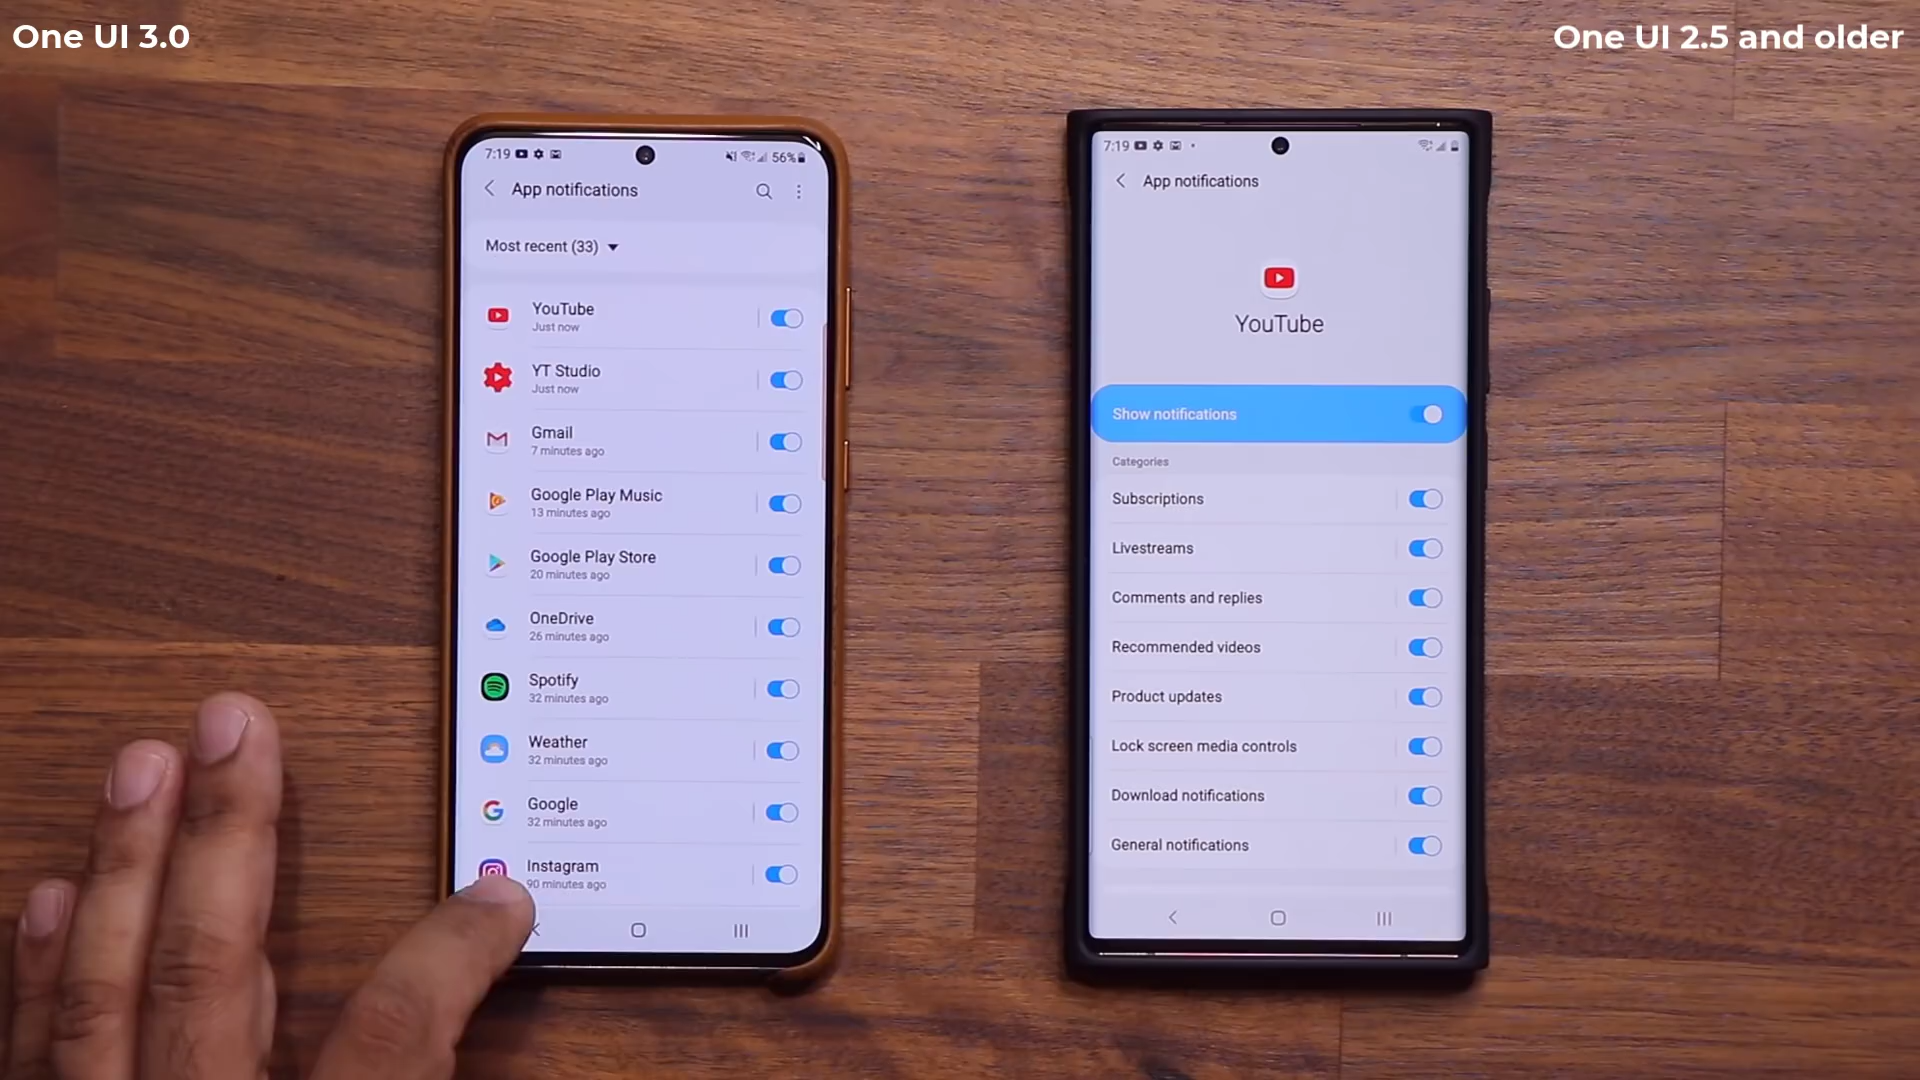 One UI 3.0
One UI 2.5 and older
7:19
56%
App notifications
Most recent (33)
YouTube
Just now
YT Studio
Just now
Gmail
7 minutes ago
Google Play Music
13 minutes ago
Google Play Store
20 minutes ago
OneDrive
26 minutes ago
Spotify
32 minutes ago
Weather
32 minutes ago
Google
32 minutes ago
Instagram
90 minutes ago
7:19
App notifications
YouTube
Show notifications
Categories
Subscriptions
Livestreams
Comments and replies
Recommended videos
Product updates
Lock screen media controls
Download notifications
General notifications